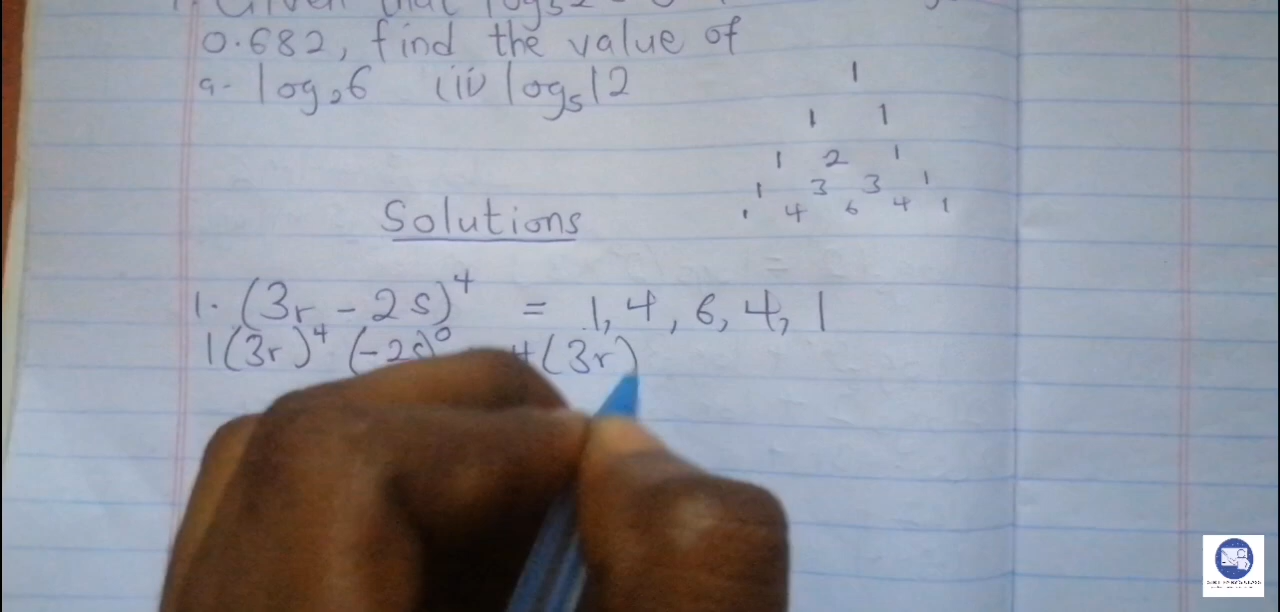 0.682, find the value of
a- log₂6 (ii) log₅12
1
1 1
1 2 1
1 3 3 1
1 4 6 4 1
Solutions
1. (3r - 2s)⁴ = 1, 4, 6, 4, 1
1(3r)⁴ (-2s)⁰ 4(3r)